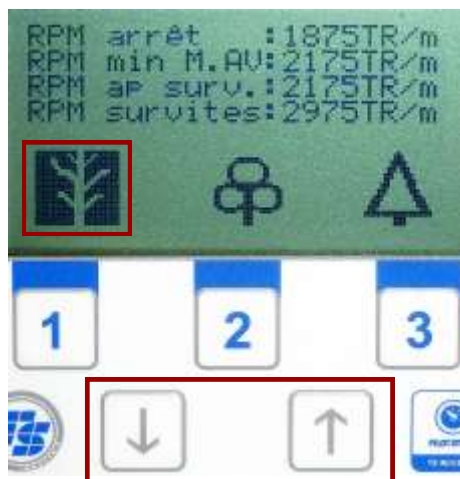 RPM arrêt :1875TR/m
RPM min M.AV:2175TR/m
RPM ap surv.:2175TR/m
RPM survites:2975TR/m
1 2 3